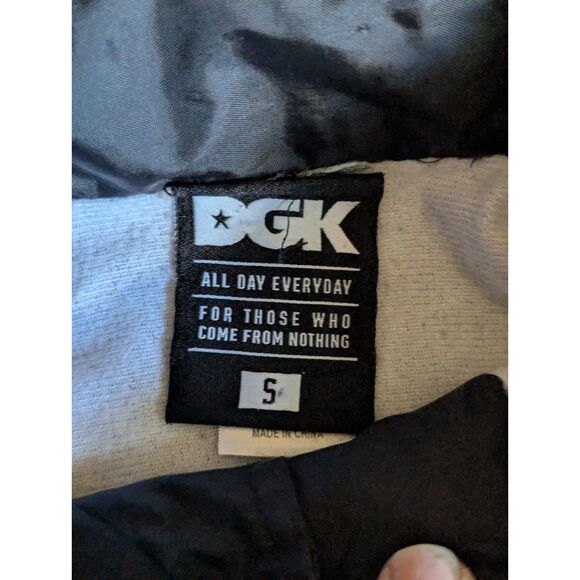 DGK
ALL DAY EVERYDAY
FOR THOSE WHO
COME FROM NOTHING
S
MADE IN CHINA